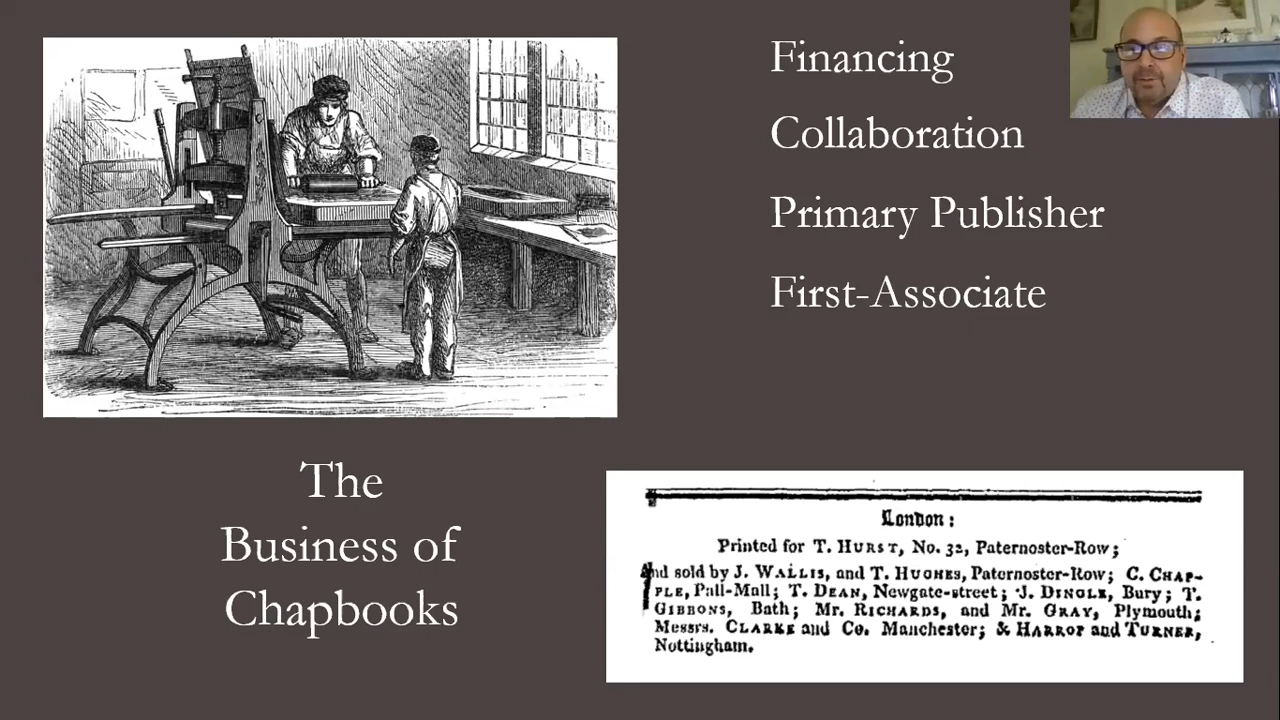 Financing
Collaboration
Primary Publisher
First-Associate
The
Business of
Chapbooks
London:
Printed for T. HURST, No. 32, Paternoster-Row;
And sold by J. WALLIS, and T. HUGHES, Paternoster-Row; C. CHAP-
PLE, Pall-Mall; T. DEAN, Newgate-street; J. DINGLE, Bury; T.
GIBBONS, Bath; Mr. RICHARDS, and Mr. GRAY, Plymouth;
Messrs. CLARKE and Co. Manchester; & HARROP and TURNER,
Nottingham.